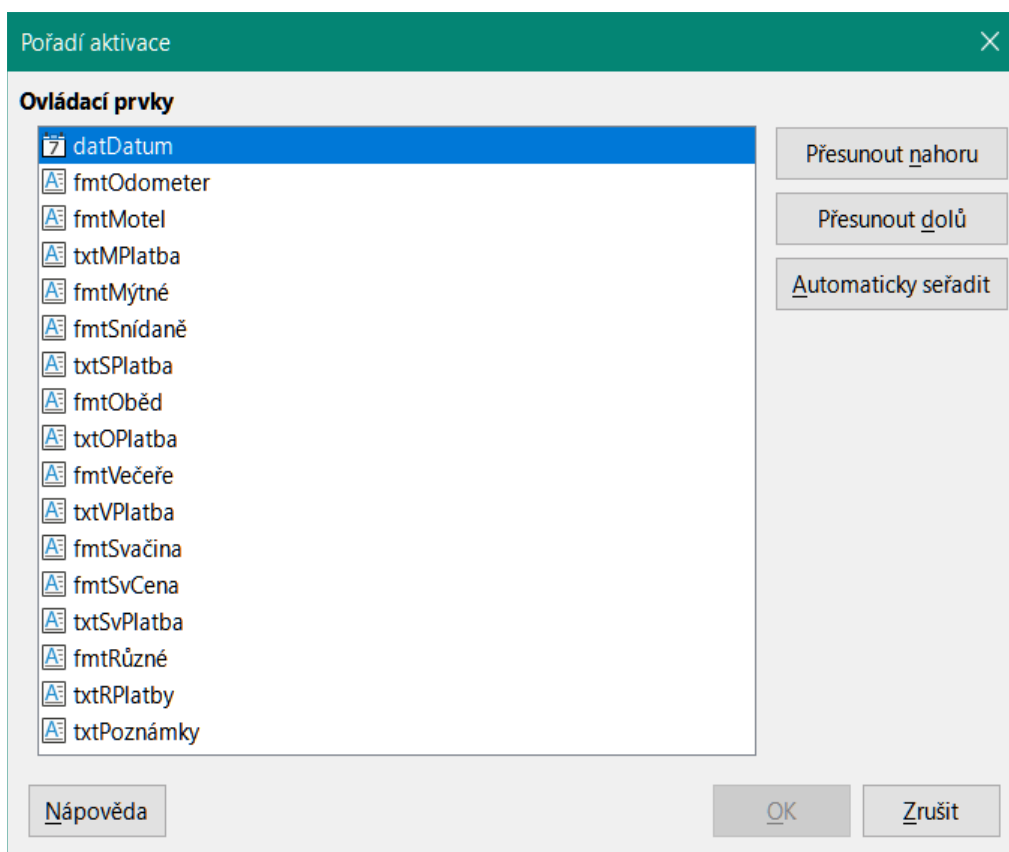 Pořadí aktivace
Ovládací prvky
datDatum
fmtOdometer
fmtMotel
txtMPlatba
fmtMýtné
fmtSnídaně
txtSPlatba
fmtOběd
txtOPlatba
fmtVečeře
txtVPlatba
fmtSvačina
fmtSvCena
txtSvPlatba
fmtRůzné
txtRPlatby
txtPoznámky
Přesunout nahoru
Přesunout dolů
Automaticky seřadit
Nápověda
OK
Zrušit